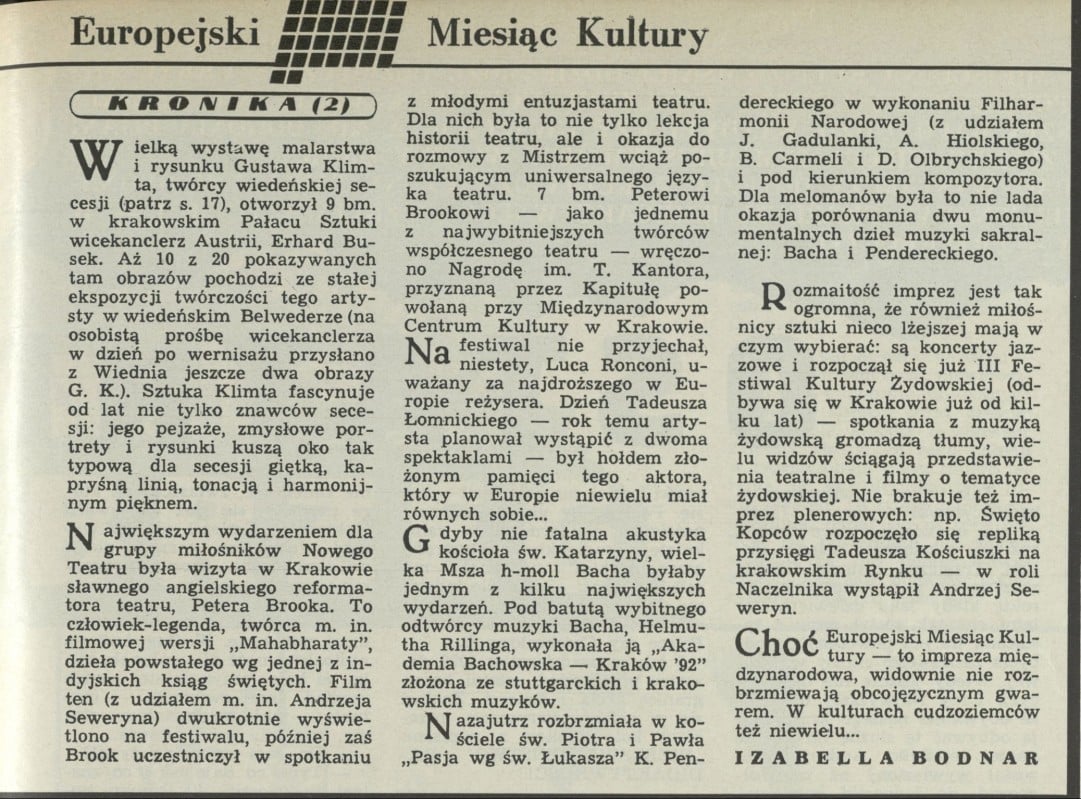 Europejski Miesiąc Kultury
KRONIKA (2)
Wielką wystawę malarstwa
i rysunku Gustawa Klim-
ta, twórcy wiedeńskiej se-
cesji (patrz s. 17), otworzył 9 bm.
w krakowskim Pałacu Sztuki
wicekanclerz Austrii, Erhard Bu-
sek. Aż 10 z 20 pokazywanych
tam obrazów pochodzi ze stałej
ekspozycji twórczości tego arty-
sty w wiedeńskim Belwederze (na
osobistą prośbę wicekanclerza
w dzień po wernisażu przysłano
z Wiednia jeszcze dwa obrazy
G. K.). Sztuka Klimta fascynuje
od lat nie tylko znawców sece-
sji: jego pejzaże, zmysłowe por-
trety i rysunki kuszą oko tak
typową dla secesji giętką, ka-
pryśną linią, tonacją i harmonij-
nym pięknem.
Największym wydarzeniem dla
grupy miłośników Nowego
Teatru była wizyta w Krakowie
sławnego angielskiego reforma-
tora teatru, Petera Brooka. To
człowiek-legenda, twórca m. in.
filmowej wersji „Mahabharaty”,
dzieła powstałego wg jednej z in-
dyjskich ksiąg świętych. Film
ten (z udziałem m. in. Andrzeja
Seweryna) dwukrotnie wyświe-
tlono na festiwalu, później zaś
Brook uczestniczył w spotkaniu
z młodymi entuzjastami teatru.
Dla nich była to nie tylko lekcja
historii teatru, ale i okazja do
rozmowy z Mistrzem wciąż po-
szukującym uniwersalnego języ-
ka teatru. 7 bm. Peterowi
Brookowi — jako jednemu
z najwybitniejszych twórców
współczesnego teatru — wręczo-
no Nagrodę im. T. Kantora,
przyznaną przez Kapitułę po-
wołaną przy Międzynarodowym
Centrum Kultury w Krakowie.
Na festiwal nie przyjechał,
niestety, Luca Ronconi, u-
ważany za najdroższego w Eu-
ropie reżysera. Dzień Tadeusza
Łomnickiego — rok temu arty-
sta planował wystąpić z dwoma
spektaklami — był hołdem zło-
żonym pamięci tego aktora,
który w Europie niewielu miał
równych sobie...
Gdyby nie fatalna akustyka
kościoła św. Katarzyny, wiel-
ka Msza h-moll Bacha byłaby
jednym z kilku największych
wydarzeń. Pod batutą wybitnego
odtwórcy muzyki Bacha, Helmu-
tha Rillinga, wykonała ją „Aka-
demia Bachowska — Kraków '92”
złożona ze stuttgarckich i krako-
wskich muzyków.
Nazajutrz rozbrzmiała w ko-
ściele św. Piotra i Pawła
„Pasja wg św. Łukasza” K. Pen-
dereckiego w wykonaniu Filhar-
monii Narodowej (z udziałem
J. Gadulanki, A. Hiolskiego,
B. Carmeli i D. Olbrychskiego)
i pod kierunkiem kompozytora.
Dla melomanów była to nie lada
okazja porównania dwu monu-
mentalnych dzieł muzyki sakral-
nej: Bacha i Pendereckiego.
Rozmaitość imprez jest tak
ogromna, że również miłoś-
nicy sztuki nieco lżejszej mają w
czym wybierać: są koncerty jaz-
zowe i rozpoczął się już III Fe-
stiwal Kultury Żydowskiej (od-
bywa się w Krakowie już od kil-
ku lat) — spotkania z muzyką
żydowską gromadzą tłumy, wie-
lu widzów ściągają przedstawie-
nia teatralne i filmy o tematyce
żydowskiej. Nie brakuje też im-
prez plenerowych: np. Święto
Kopców rozpoczęło się repliką
przysięgi Tadeusza Kościuszki na
krakowskim Rynku — w roli
Naczelnika wystąpił Andrzej Se-
weryn.
Choć Europejski Miesiąc Kul-
tury — to impreza mię-
dzynarodowa, widownie nie roz-
brzmiewają obcojęzycznym gwa-
rem. W kulturach cudzoziemców
też niewielu...
IZABELLA BODNAR